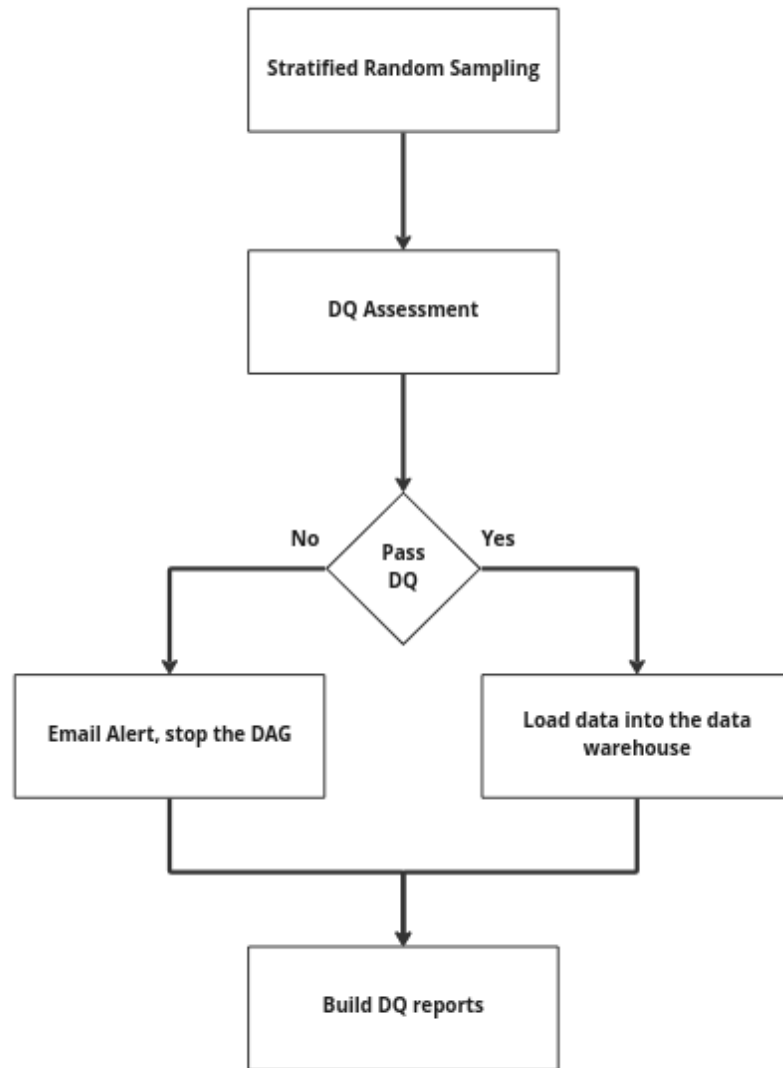 Stratified Random Sampling
DQ Assessment
No
Yes
Pass
DQ
Email Alert, stop the DAG
Load data into the data
warehouse
Build DQ reports